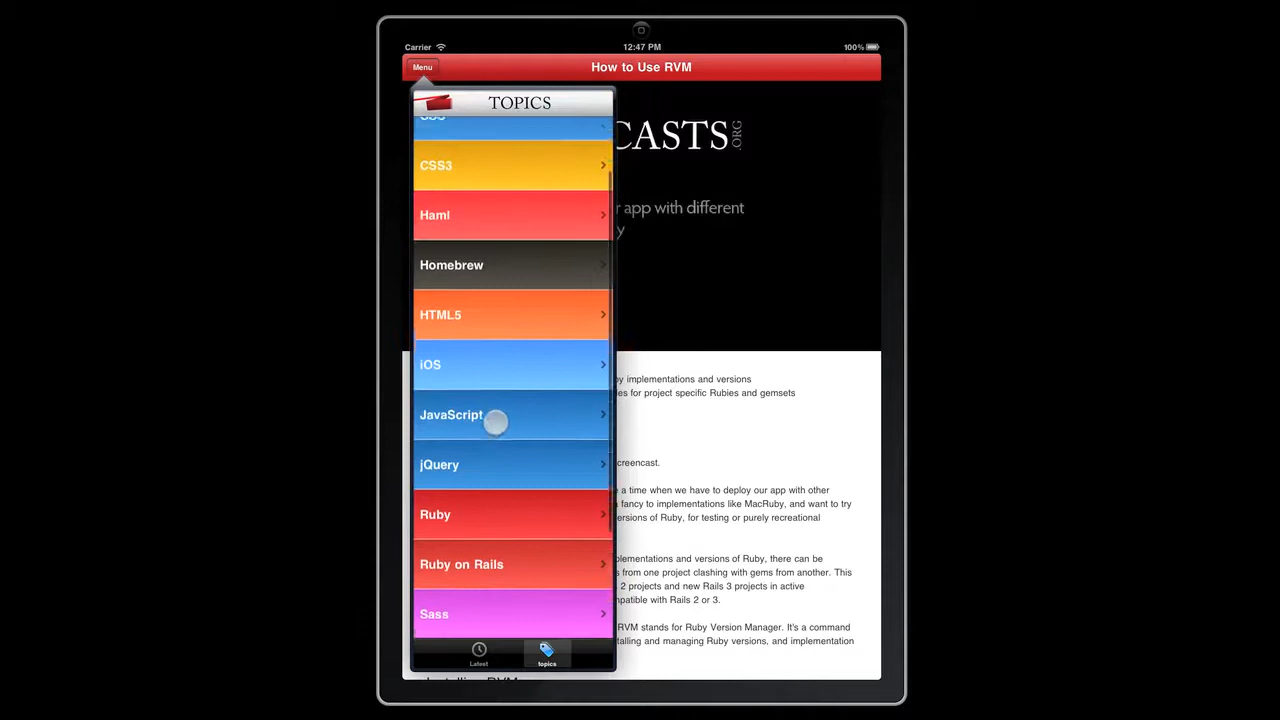 Carrier 12:47 PM 100%
Menu How to Use RVM
TOPICS
CSS
CSS3
Haml
Homebrew
HTML5
iOS
JavaScript
jQuery
Ruby
Ruby on Rails
Sass
Latest topics
CASTS.ORG
app with different
y implementations and versions
les for project specific Rubies and gemsets
creencast.
e a time when we have to deploy our app with other
a fancy to implementations like MacRuby, and want to try
ersions of Ruby, for testing or purely recreational
plementations and versions of Ruby, there can be
s from one project clashing with gems from another. This
2 projects and new Rails 3 projects in active
mpatible with Rails 2 or 3.
RVM stands for Ruby Version Manager. It's a command
talling and managing Ruby versions, and implementation